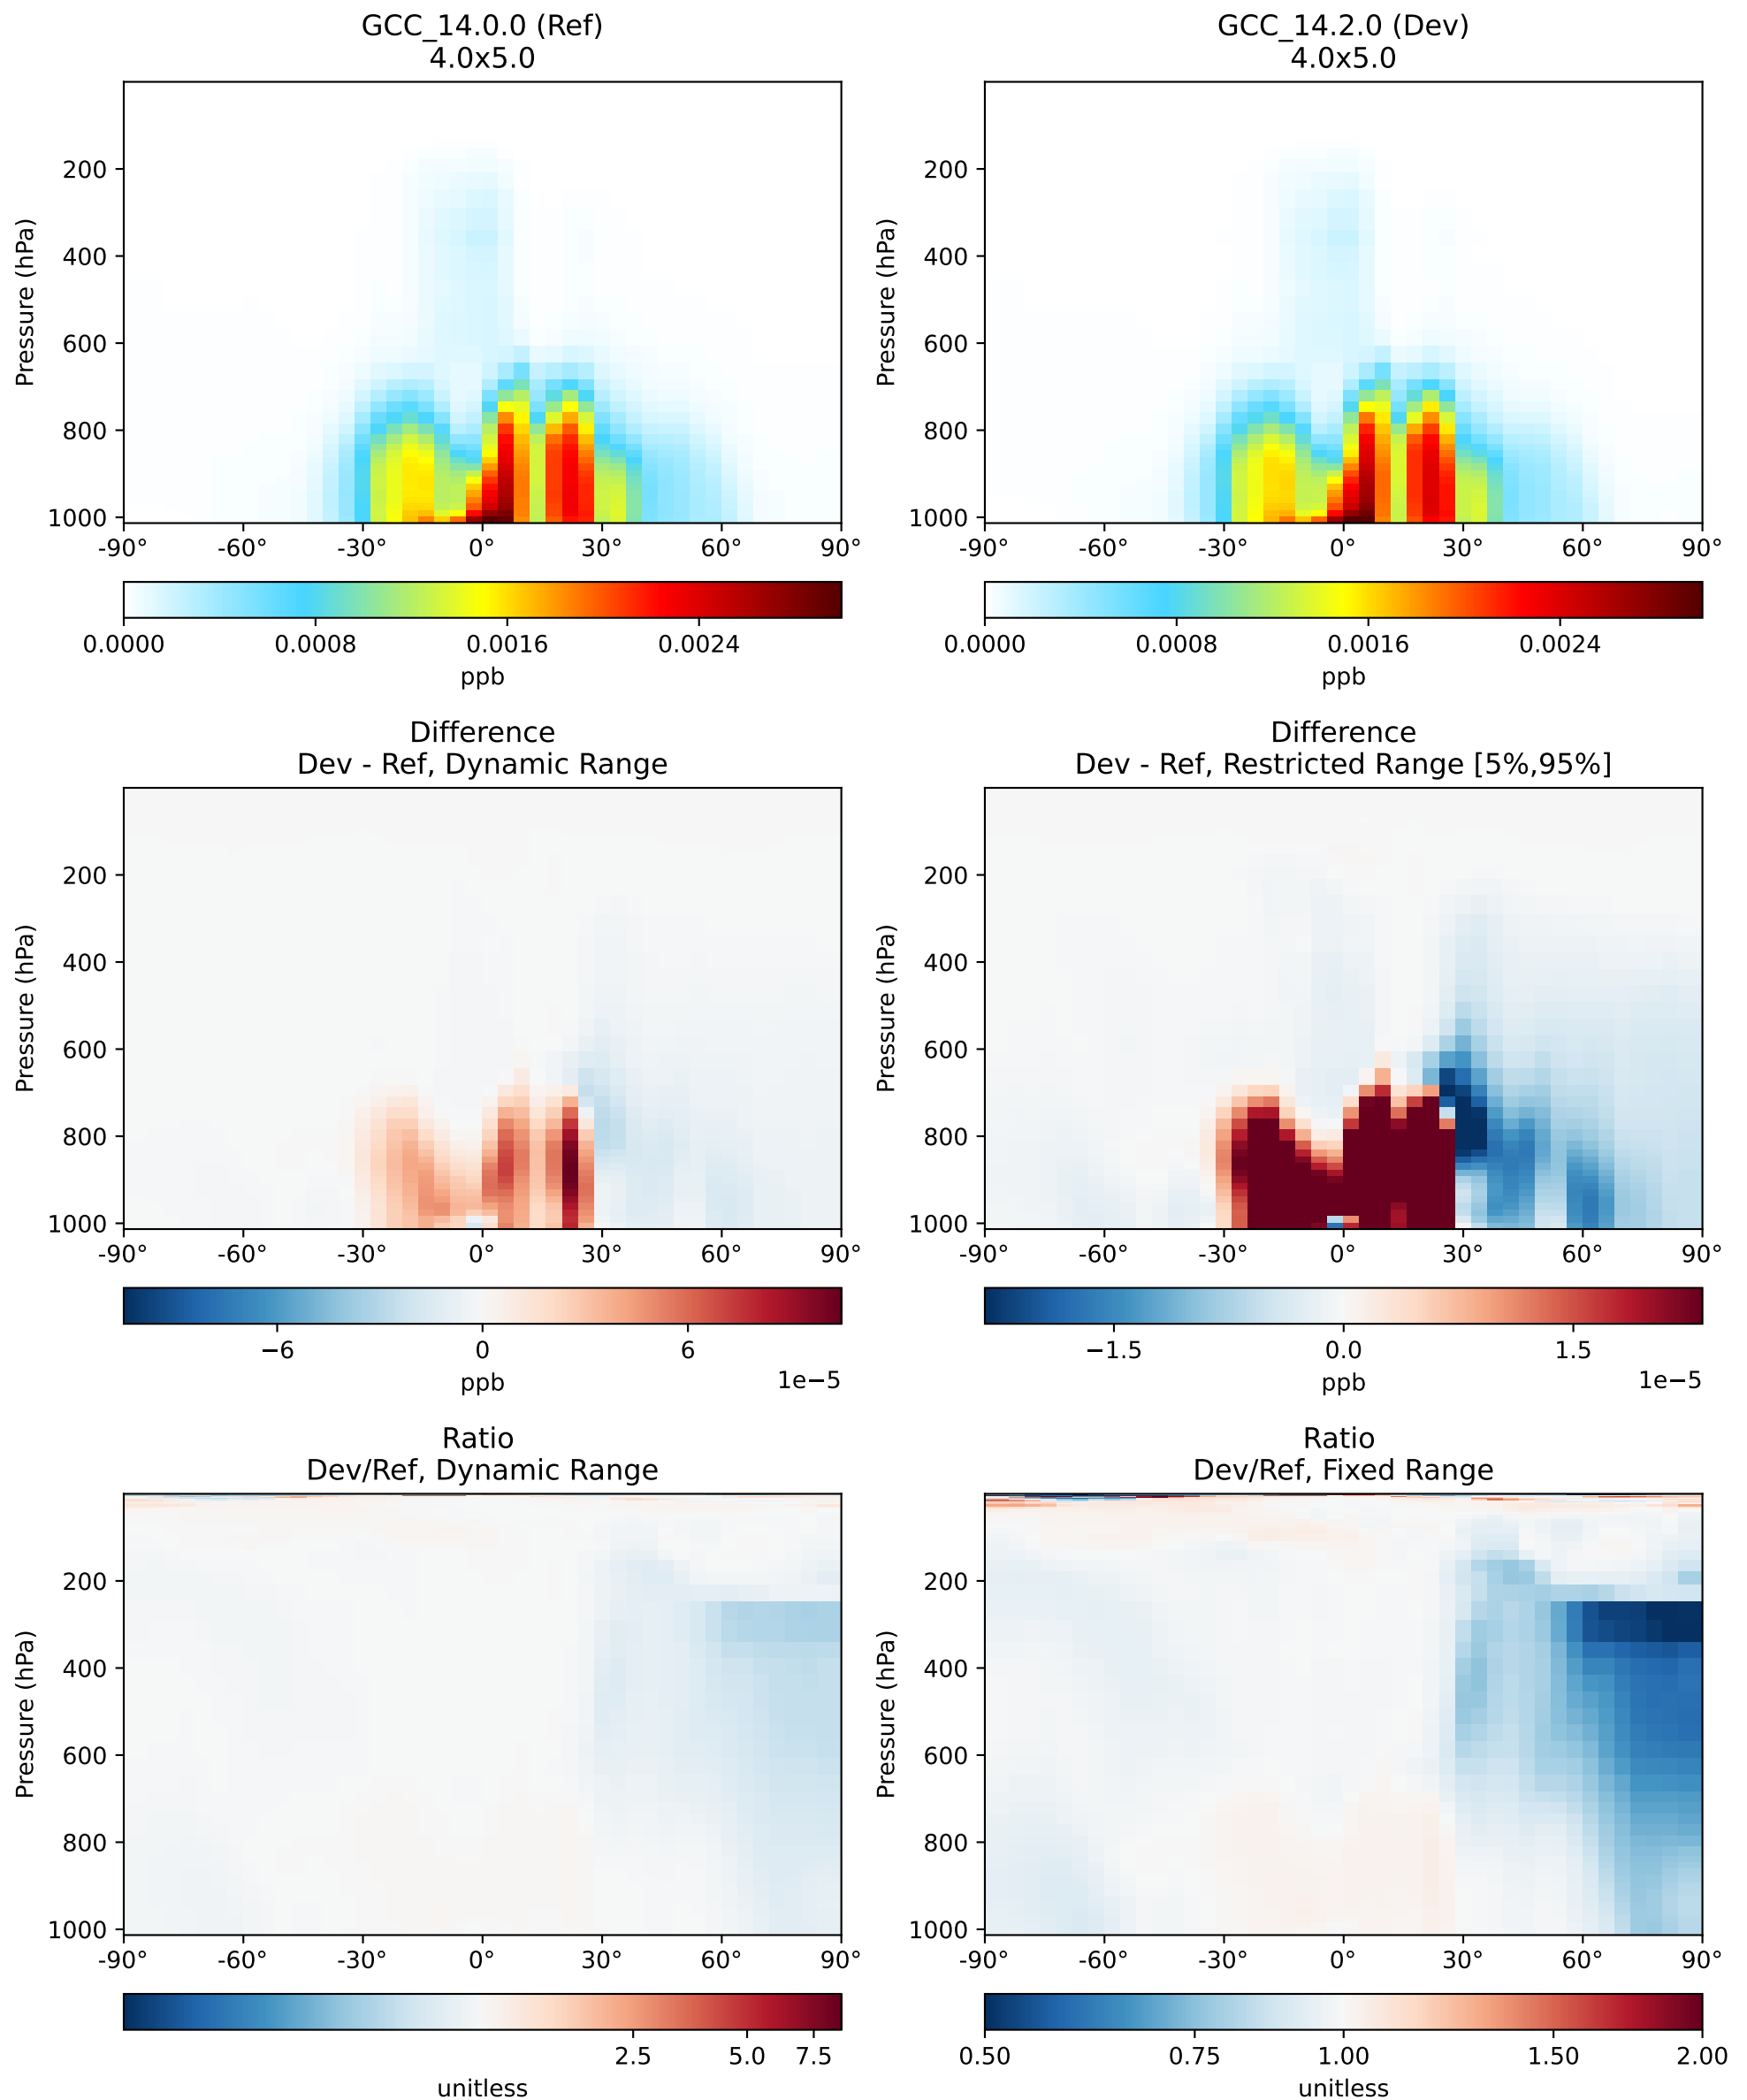 GCC_14.0.0 (Ref)
4.0x5.0
Pressure (hPa)
200
400
600
800
1000
-90° -60° -30° 0° 30° 60° 90°
0.0000 0.0008 0.0016 0.0024
ppb
GCC_14.2.0 (Dev)
4.0x5.0
Pressure (hPa)
200
400
600
800
1000
-90° -60° -30° 0° 30° 60° 90°
0.0000 0.0008 0.0016 0.0024
ppb
Difference
Dev - Ref, Dynamic Range
Pressure (hPa)
200
400
600
800
1000
-90° -60° -30° 0° 30° 60° 90°
−6 0 6
ppb 1e−5
Difference
Dev - Ref, Restricted Range [5%,95%]
Pressure (hPa)
200
400
600
800
1000
-90° -60° -30° 0° 30° 60° 90°
−1.5 0.0 1.5
ppb 1e−5
Ratio
Dev/Ref, Dynamic Range
Pressure (hPa)
200
400
600
800
1000
-90° -60° -30° 0° 30° 60° 90°
2.5 5.0 7.5
unitless
Ratio
Dev/Ref, Fixed Range
Pressure (hPa)
200
400
600
800
1000
-90° -60° -30° 0° 30° 60° 90°
0.50 0.75 1.00 1.50 2.00
unitless